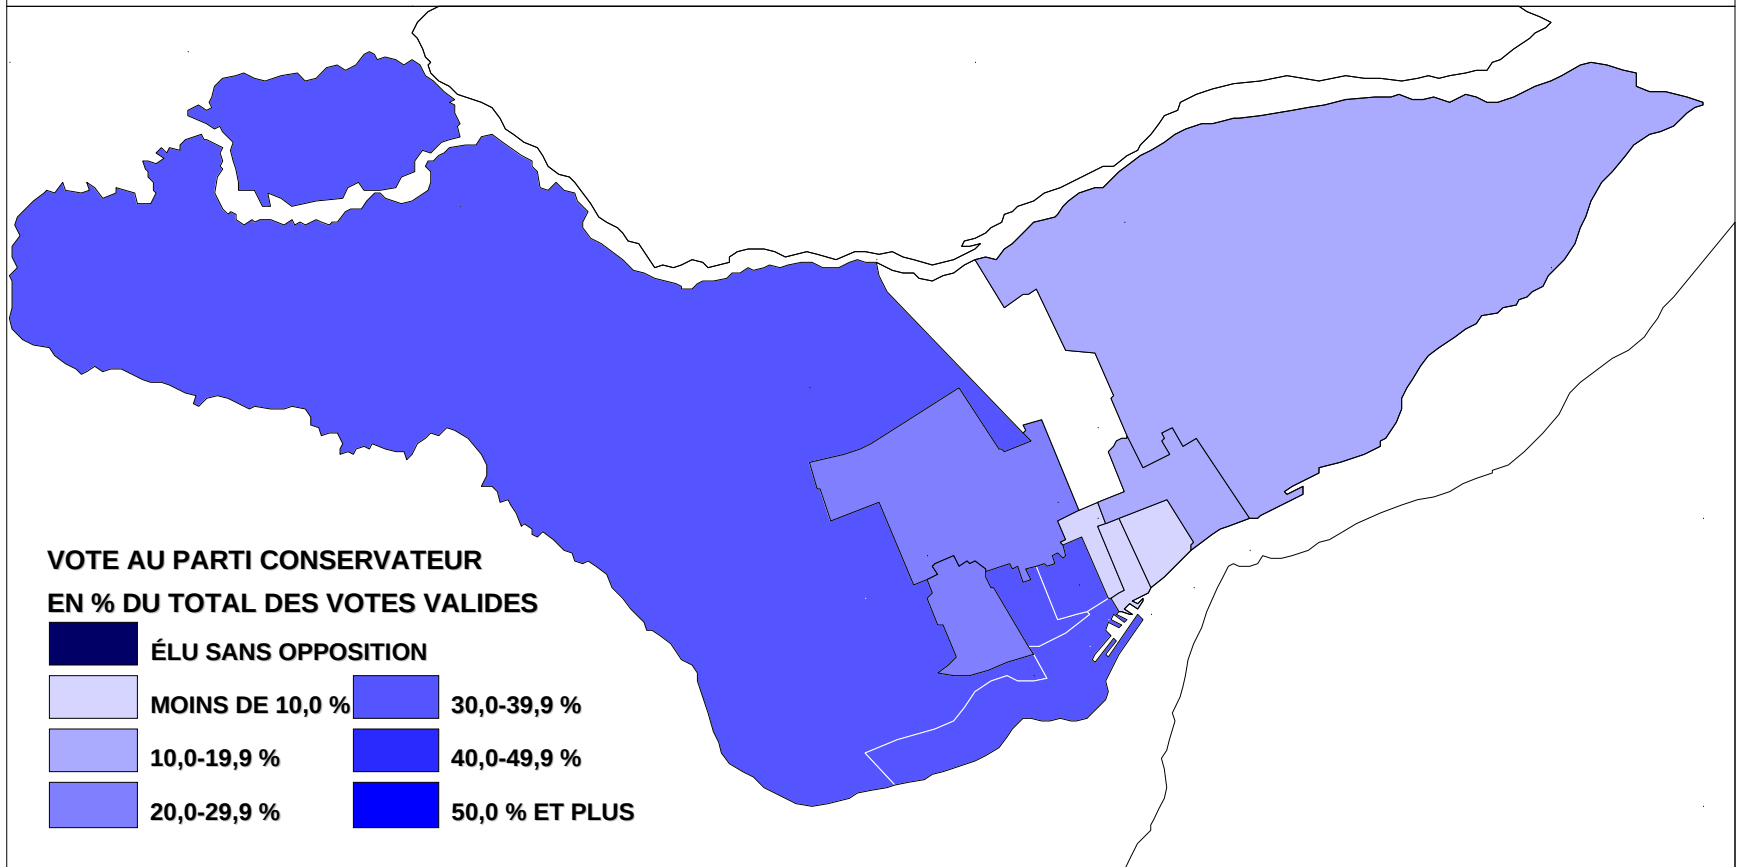 VOTE AU PARTI CONSERVATEUR
EN % DU TOTAL DES VOTES VALIDES
ÉLU SANS OPPOSITION
MOINS DE 10,0 %
30,0-39,9 %
10,0-19,9 %
40,0-49,9 %
20,0-29,9 %
50,0 % ET PLUS